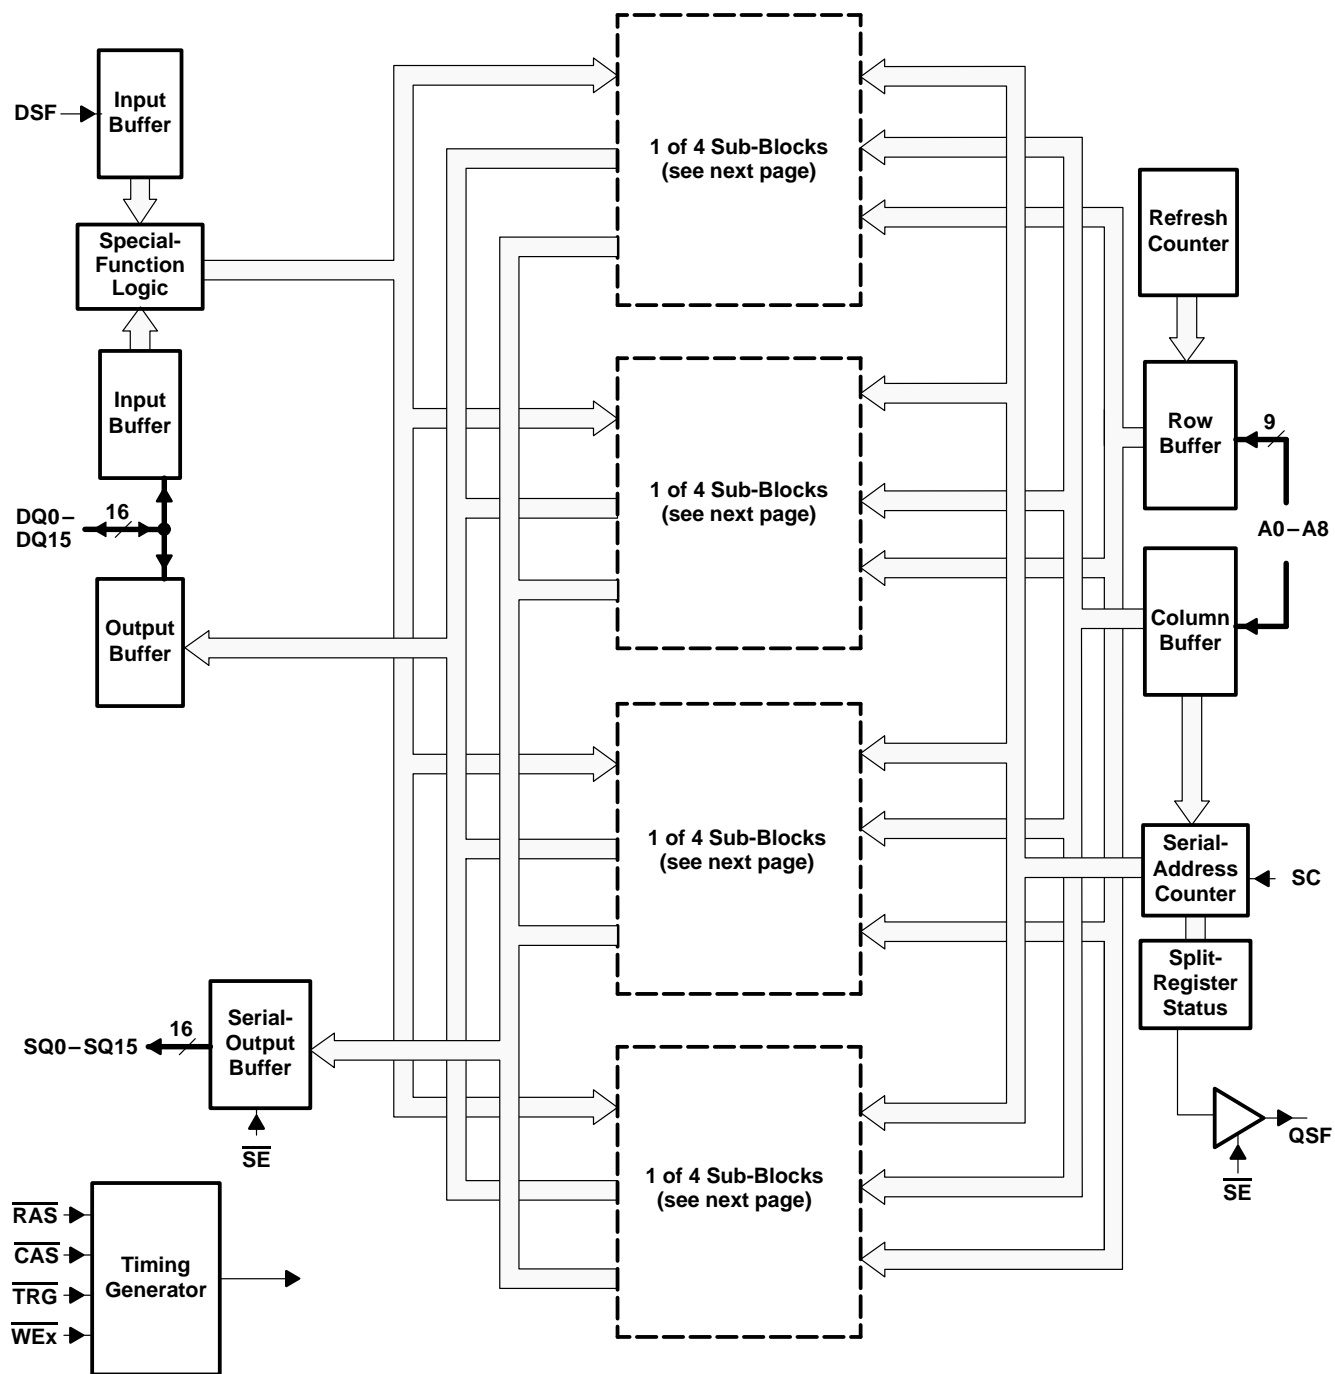 DSF
Input
Buffer
Special-
Function
Logic
Input
Buffer
DQ0–
DQ15
16
Output
Buffer
SQ0–SQ15
16
Serial-
Output
Buffer
SE
RAS
CAS
TRG
WEx
Timing
Generator
1 of 4 Sub-Blocks
(see next page)
1 of 4 Sub-Blocks
(see next page)
1 of 4 Sub-Blocks
(see next page)
1 of 4 Sub-Blocks
(see next page)
Refresh
Counter
Row
Buffer
9
A0–A8
Column
Buffer
Serial-
Address
Counter
SC
Split-
Register
Status
QSF
SE